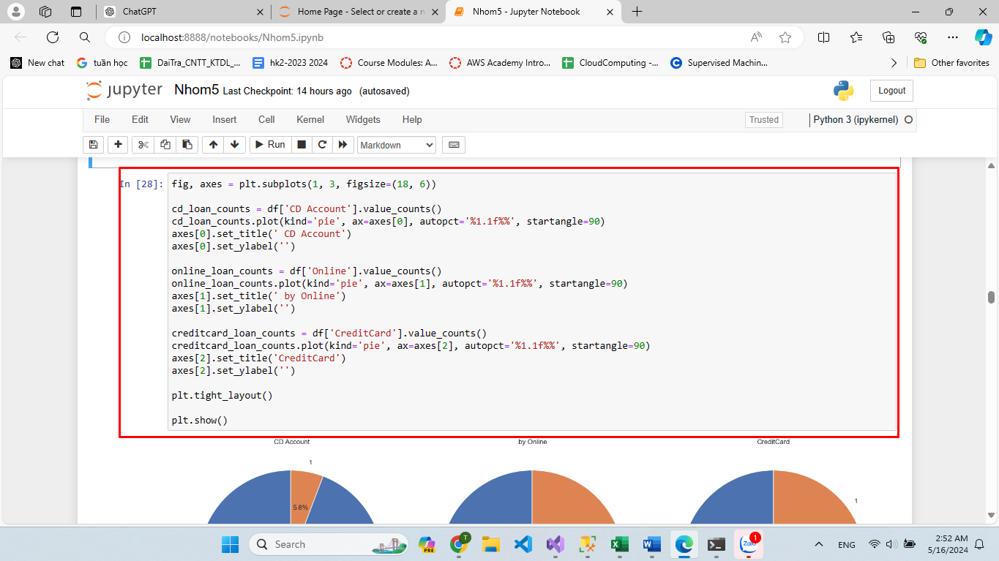 ChatGPT
Home Page - Select or create a n
Nhom5 - Jupyter Notebook
localhost:8888/notebooks/Nhom5.ipynb
New chat
tuần học
DaiTra_CNTT_KTDL_...
hk2-2023 2024
Course Modules: A...
AWS Academy Intro...
CloudComputing -...
Supervised Machin...
Other favorites
jupyter Nhom5 Last Checkpoint: 14 hours ago (autosaved)
Logout
File Edit View Insert Cell Kernel Widgets Help
Trusted
Python 3 (ipykernel)
Run
Markdown
In [28]: fig, axes = plt.subplots(1, 3, figsize=(18, 6))
cd_loan_counts = df['CD Account'].value_counts()
cd_loan_counts.plot(kind='pie', ax=axes[0], autopct='%1.1f%%', startangle=90)
axes[0].set_title(' CD Account')
axes[0].set_ylabel('')
online_loan_counts = df['Online'].value_counts()
online_loan_counts.plot(kind='pie', ax=axes[1], autopct='%1.1f%%', startangle=90)
axes[1].set_title(' by Online')
axes[1].set_ylabel('')
creditcard_loan_counts = df['CreditCard'].value_counts()
creditcard_loan_counts.plot(kind='pie', ax=axes[2], autopct='%1.1f%%', startangle=90)
axes[2].set_title('CreditCard')
axes[2].set_ylabel('')
plt.tight_layout()
plt.show()
CD Account
by Online
CreditCard
1
5.8%
1
Search
PRE
T
Zalo
1
ENG
2:52 AM
5/16/2024